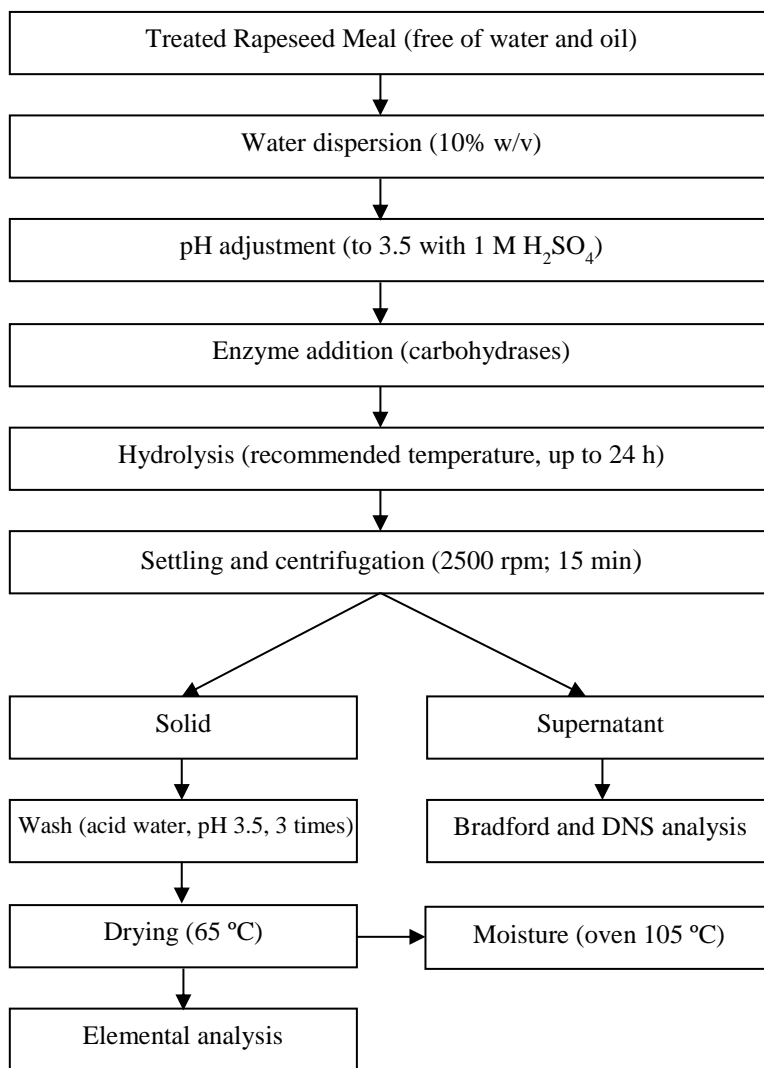 Treated Rapeseed Meal (free of water and oil)
Water dispersion (10% w/v)
pH adjustment (to 3.5 with 1 M H₂SO₄)
Enzyme addition (carbohydrases)
Hydrolysis (recommended temperature, up to 24 h)
Settling and centrifugation (2500 rpm; 15 min)
Solid
Supernatant
Wash (acid water, pH 3.5, 3 times)
Bradford and DNS analysis
Drying (65 ºC)
Moisture (oven 105 ºC)
Elemental analysis